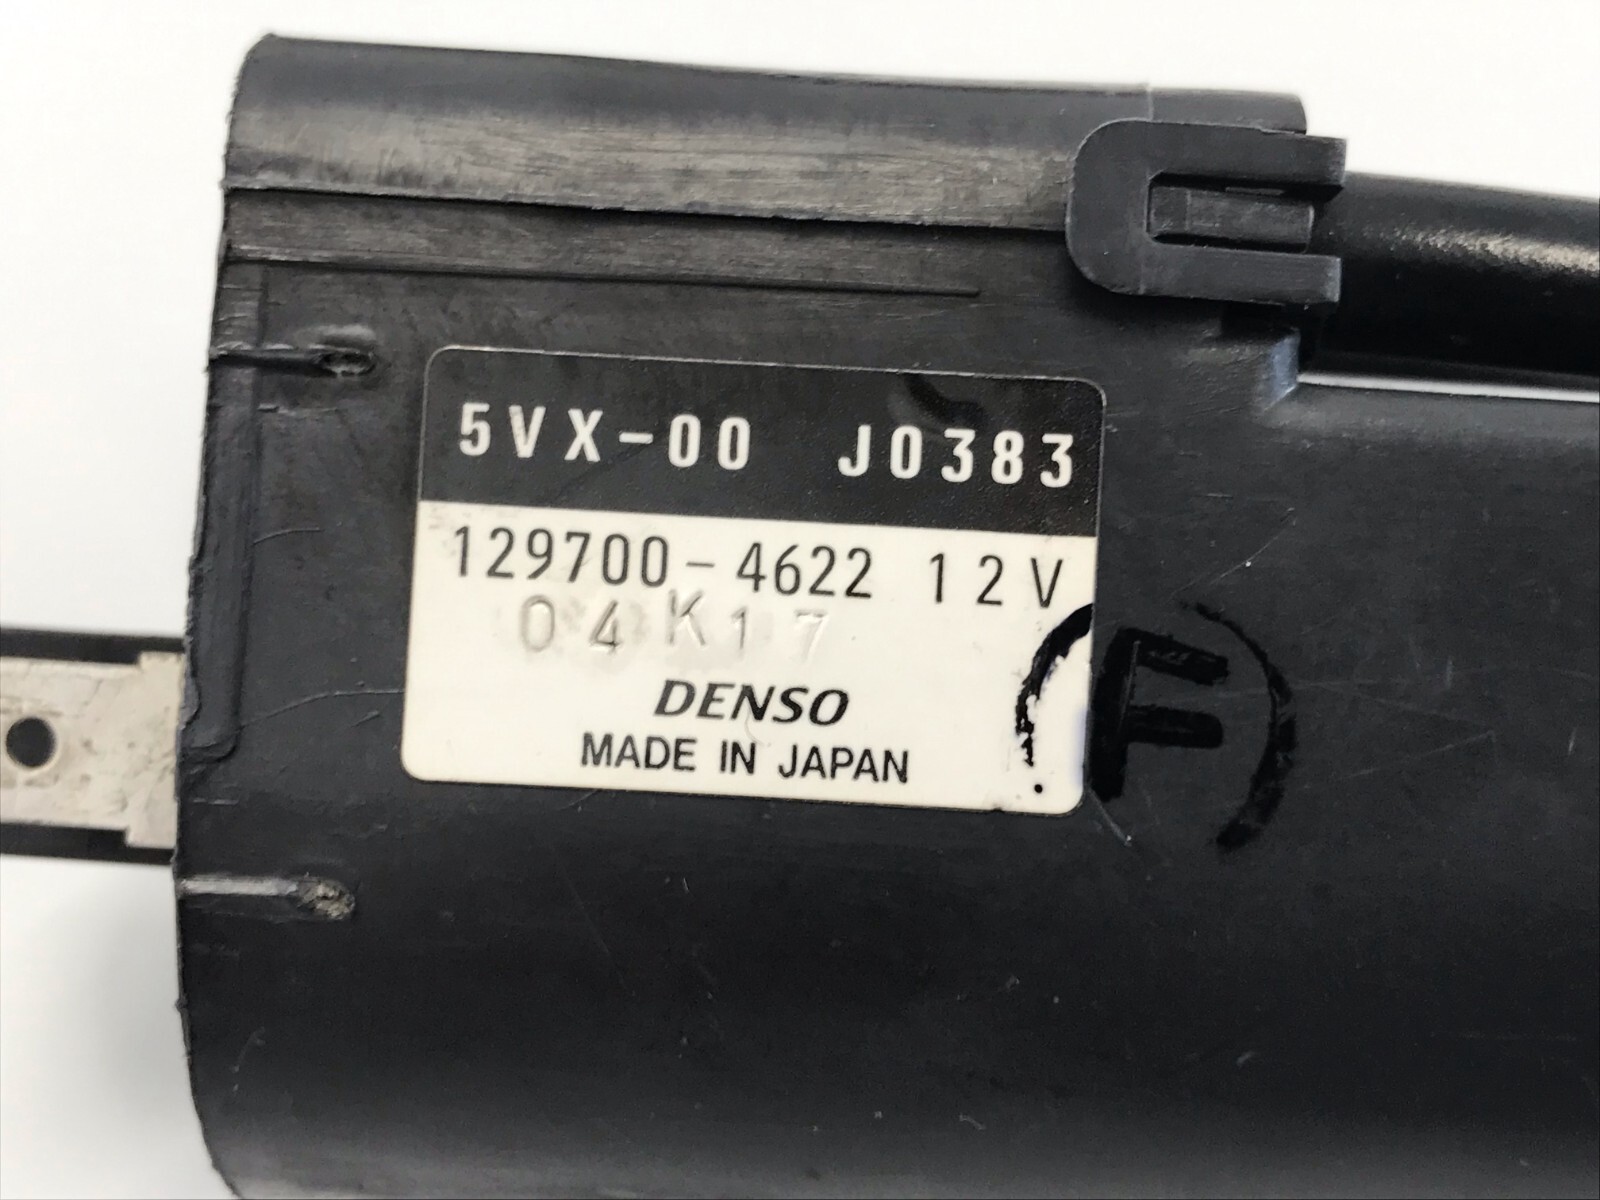 5VX-00 J0383
129700-4622 12V
04K17
DENSO
MADE IN JAPAN
F